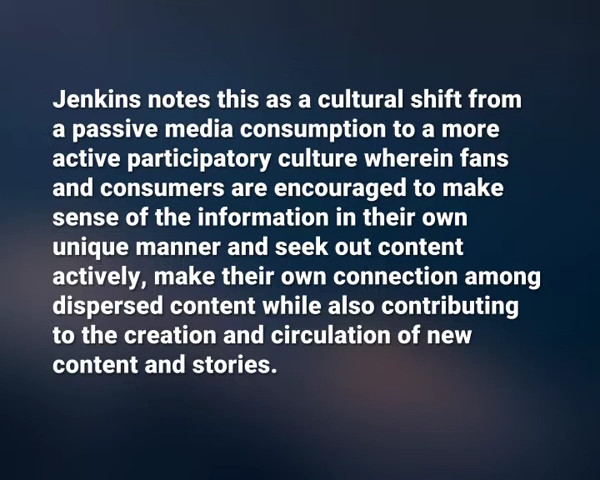 Jenkins notes this as a cultural shift from
a passive media consumption to a more
active participatory culture wherein fans
and consumers are encouraged to make
sense of the information in their own
unique manner and seek out content
actively, make their own connection among
dispersed content while also contributing
to the creation and circulation of new
content and stories.